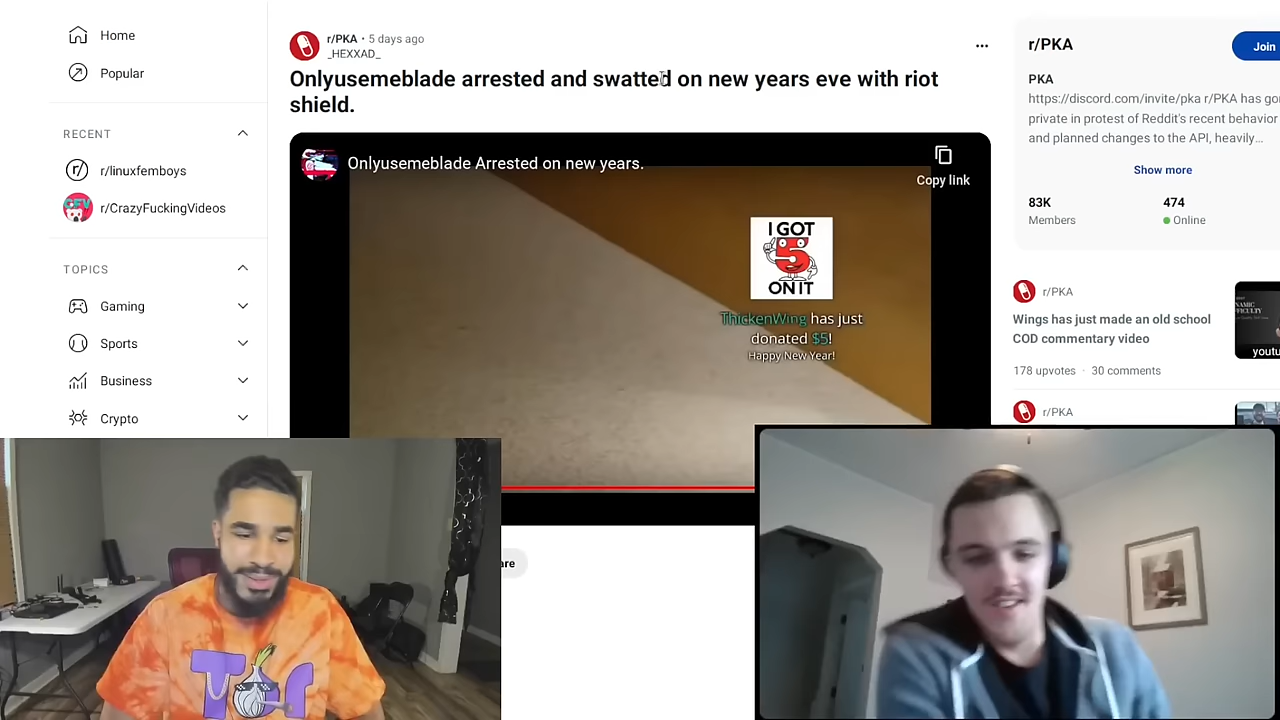 Home
Popular
RECENT
r/linuxfemboys
r/CrazyFuckingVideos
TOPICS
Gaming
Sports
Business
Crypto
r/PKA • 5 days ago
_HEXXAD_
Onlyusemeblade arrested and swatted on new years eve with riot
shield.
Onlyusemeblade Arrested on new years.
Copy link
I GOT
5
ON IT
ThickenWing has just
donated $5!
Happy New Year!
are
r/PKA
Join
PKA
https://discord.com/invite/pka r/PKA has go
private in protest of Reddit's recent behavior
and planned changes to the API, heavily...
Show more
83K
474
Members
Online
r/PKA
Wings has just made an old school
COD commentary video
youtu
178 upvotes · 30 comments
r/PKA
Tor